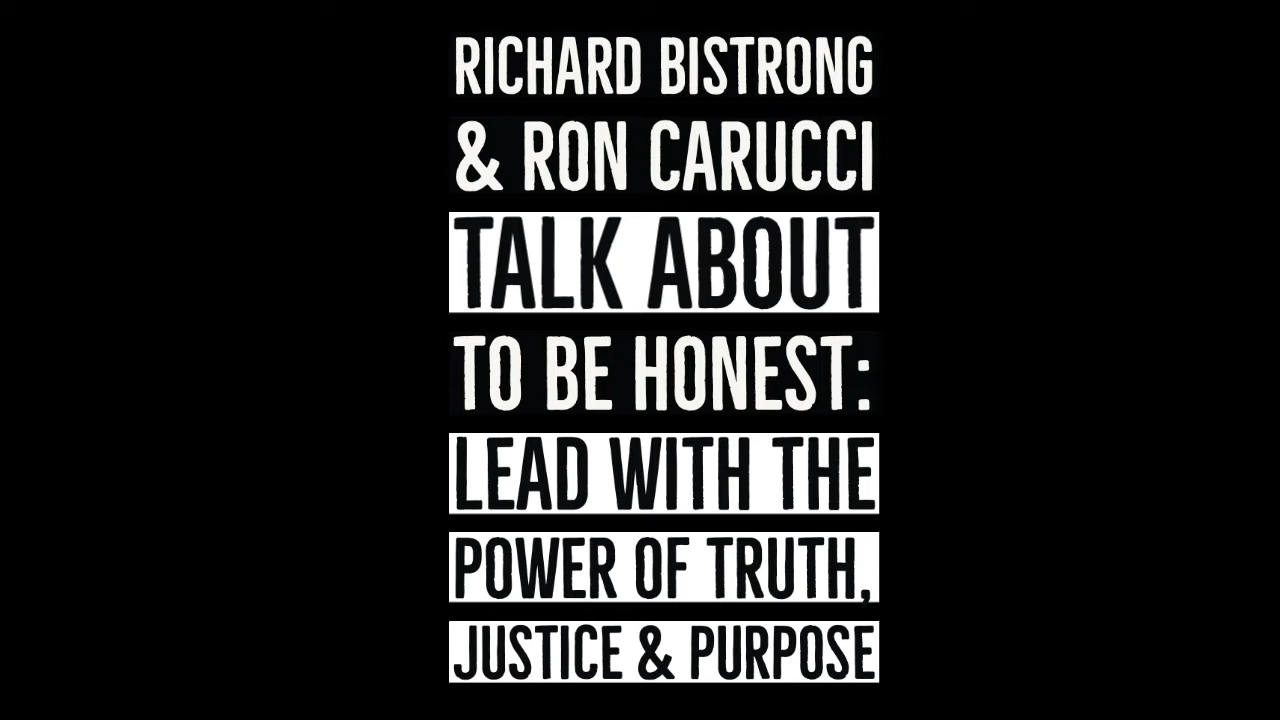 RICHARD BISTRONG
& RON CARUCCI
TALK ABOUT
TO BE HONEST:
LEAD WITH THE
POWER OF TRUTH,
JUSTICE & PURPOSE